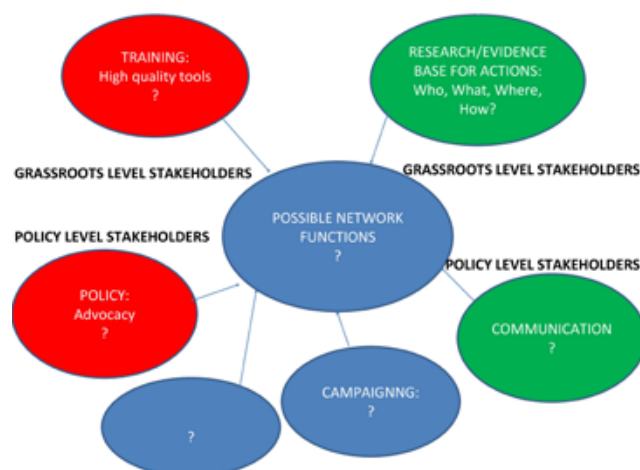 TRAINING:
High quality tools
?
RESEARCH/EVIDENCE
BASE FOR ACTIONS:
Who, What, Where,
How?
GRASSROOTS LEVEL STAKEHOLDERS
GRASSROOTS LEVEL STAKEHOLDERS
POSSIBLE NETWORK
FUNCTIONS
?
POLICY LEVEL STAKEHOLDERS
POLICY LEVEL STAKEHOLDERS
POLICY:
Advocacy
?
COMMUNICATION
?
CAMPAIGNNG:
?
?